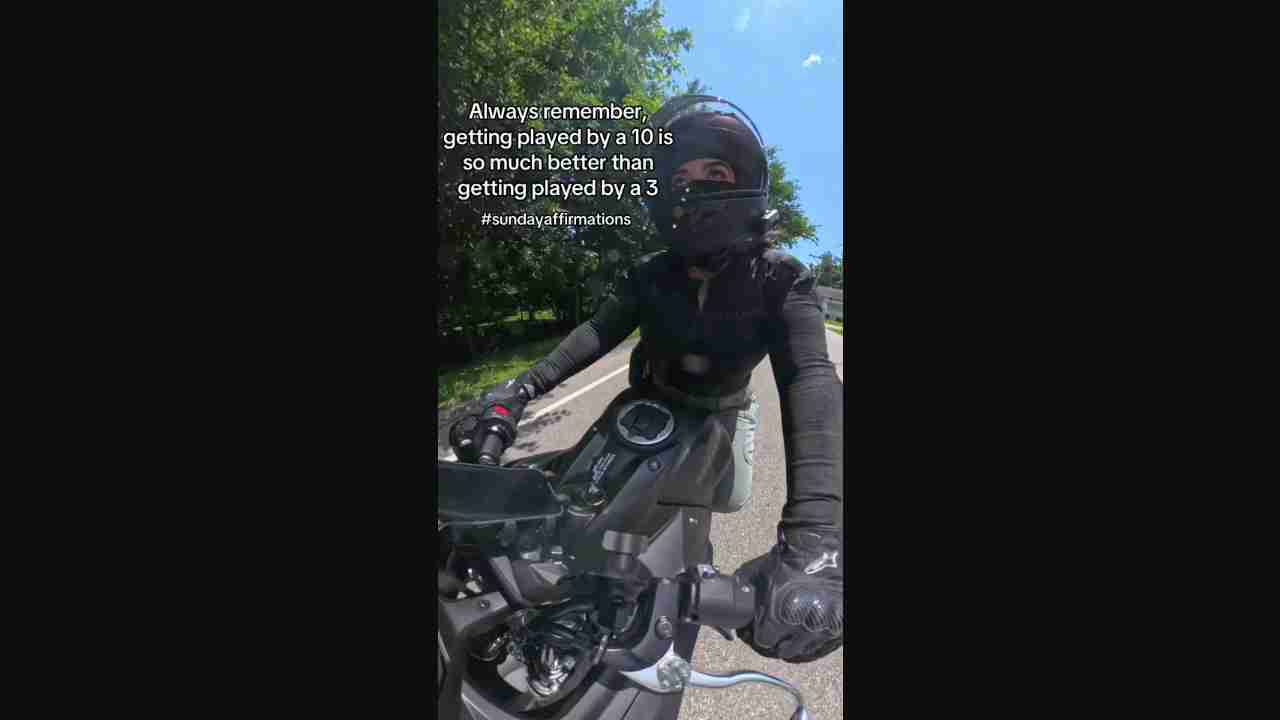 Always remember,
getting played by a 10 is
so much better than
getting played by a 3
#sundayaffirmations